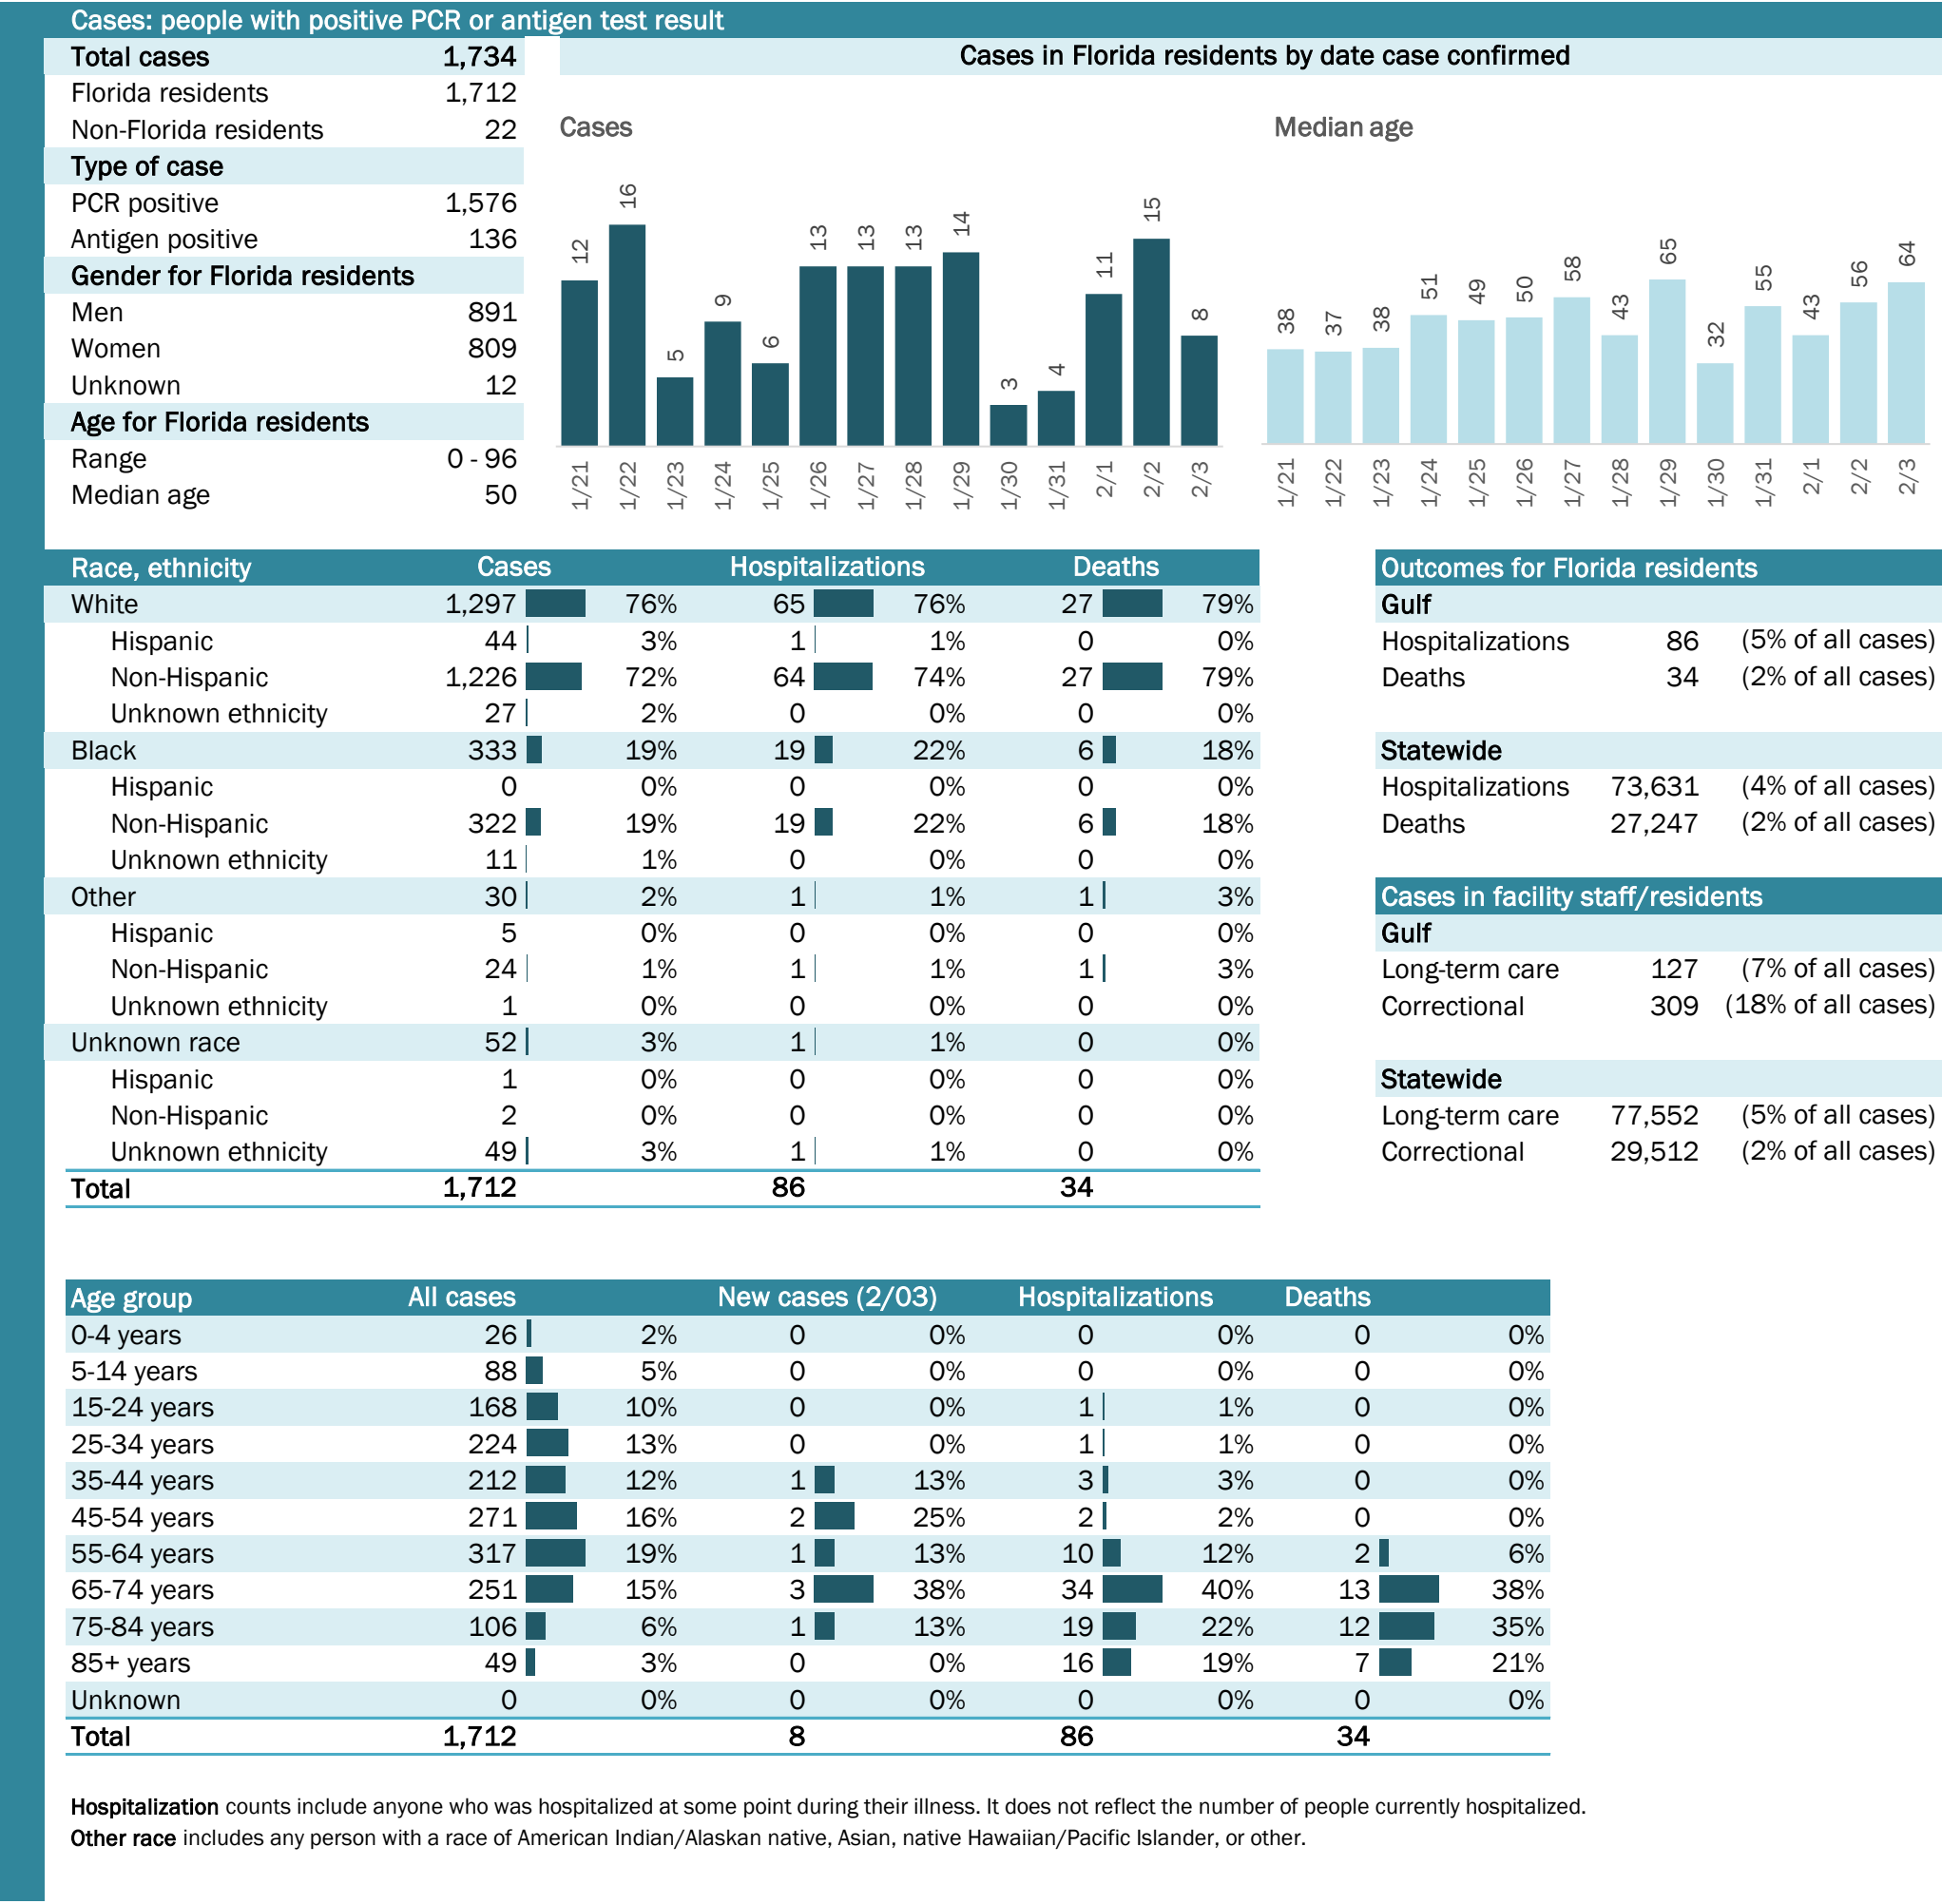 Cases: people with positive PCR or antigen test result
Total cases 1,734
Florida residents 1,712
Non-Florida residents 22
Type of case
PCR positive 1,576
Antigen positive 136
Gender for Florida residents
Men 891
Women 809
Unknown 12
Age for Florida residents
Range 0 - 96
Median age 50
Cases in Florida residents by date case confirmed
Cases
12 16 5 9 6 13 13 13 14 3 4 11 15 8
1/21 1/22 1/23 1/24 1/25 1/26 1/27 1/28 1/29 1/30 1/31 2/1 2/2 2/3
Median age
38 37 38 51 49 50 58 43 65 32 55 43 56 64
1/21 1/22 1/23 1/24 1/25 1/26 1/27 1/28 1/29 1/30 1/31 2/1 2/2 2/3
Race, ethnicity Cases Hospitalizations Deaths
White 1,297 76% 65 76% 27 79%
Hispanic 44 3% 1 1% 0 0%
Non-Hispanic 1,226 72% 64 74% 27 79%
Unknown ethnicity 27 2% 0 0% 0 0%
Black 333 19% 19 22% 6 18%
Hispanic 0 0% 0 0% 0 0%
Non-Hispanic 322 19% 19 22% 6 18%
Unknown ethnicity 11 1% 0 0% 0 0%
Other 30 2% 1 1% 1 3%
Hispanic 5 0% 0 0% 0 0%
Non-Hispanic 24 1% 1 1% 1 3%
Unknown ethnicity 1 0% 0 0% 0 0%
Unknown race 52 3% 1 1% 0 0%
Hispanic 1 0% 0 0% 0 0%
Non-Hispanic 2 0% 0 0% 0 0%
Unknown ethnicity 49 3% 1 1% 0 0%
Total 1,712 86 34
Outcomes for Florida residents
Gulf
Hospitalizations 86 (5% of all cases)
Deaths 34 (2% of all cases)
Statewide
Hospitalizations 73,631 (4% of all cases)
Deaths 27,247 (2% of all cases)
Cases in facility staff/residents
Gulf
Long-term care 127 (7% of all cases)
Correctional 309 (18% of all cases)
Statewide
Long-term care 77,552 (5% of all cases)
Correctional 29,512 (2% of all cases)
Age group All cases New cases (2/03) Hospitalizations Deaths
0-4 years 26 2% 0 0% 0 0% 0 0%
5-14 years 88 5% 0 0% 0 0% 0 0%
15-24 years 168 10% 0 0% 1 1% 0 0%
25-34 years 224 13% 0 0% 1 1% 0 0%
35-44 years 212 12% 1 13% 3 3% 0 0%
45-54 years 271 16% 2 25% 2 2% 0 0%
55-64 years 317 19% 1 13% 10 12% 2 6%
65-74 years 251 15% 3 38% 34 40% 13 38%
75-84 years 106 6% 1 13% 19 22% 12 35%
85+ years 49 3% 0 0% 16 19% 7 21%
Unknown 0 0% 0 0% 0 0% 0 0%
Total 1,712 8 86 34
Hospitalization counts include anyone who was hospitalized at some point during their illness. It does not reflect the number of people currently hospitalized.
Other race includes any person with a race of American Indian/Alaskan native, Asian, native Hawaiian/Pacific Islander, or other.